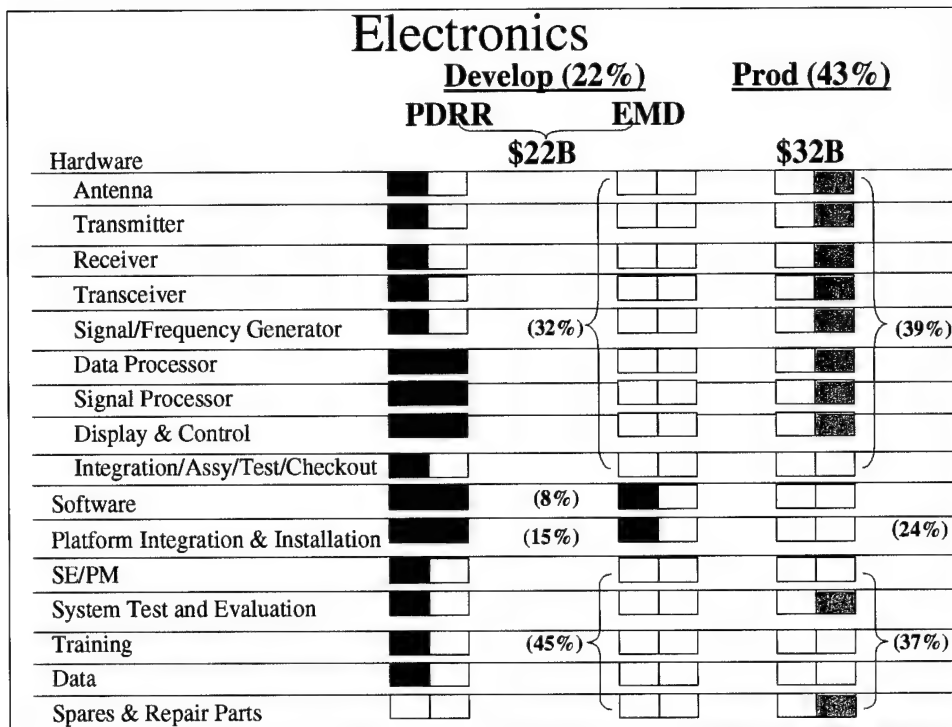 Electronics
Develop (22%) Prod (43%)
PDRR EMD
Hardware $22B $32B
Antenna
Transmitter
Receiver
Transceiver
Signal/Frequency Generator (32%) (39%)
Data Processor
Signal Processor
Display & Control
Integration/Assy/Test/Checkout
Software (8%)
Platform Integration & Installation (15%) (24%)
SE/PM
System Test and Evaluation
Training (45%) (37%)
Data
Spares & Repair Parts